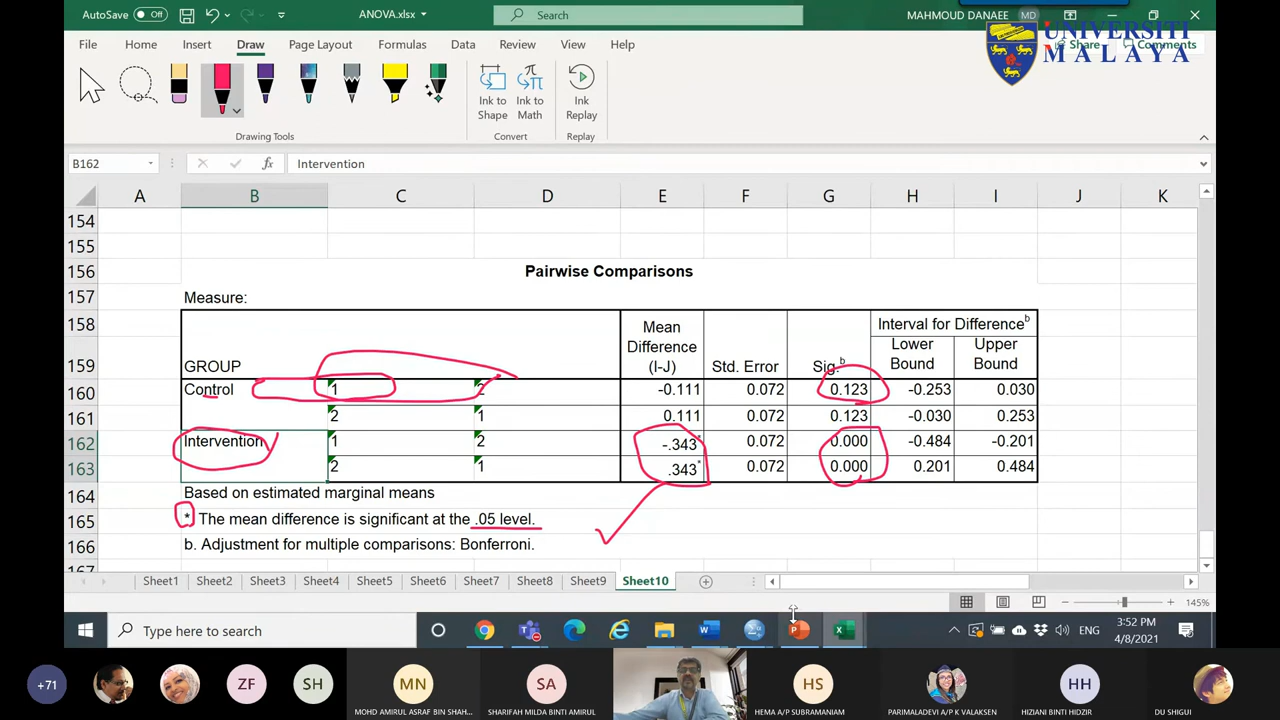 AutoSave Off ANOVA.xlsx Search MAHMOUD DANAEE MD
UNIVERSITI
MALAYA
File Home Insert Draw Page Layout Formulas Data Review View Help Share Comments
Ink to Shape
Ink to Math
Ink Replay
Drawing Tools Convert Replay
B162 fx Intervention
A B C D E F G H I J K
154
155
156 Pairwise Comparisons
157 Measure:
158 Mean Difference (I-J) Interval for Differenceb
159 GROUP Std. Error Sig.b Lower Bound Upper Bound
160 Control 1 2 -0.111 0.072 0.123 -0.253 0.030
161 2 1 0.111 0.072 0.123 -0.030 0.253
162 Intervention 1 2 -.343* 0.072 0.000 -0.484 -0.201
163 2 1 .343* 0.072 0.000 0.201 0.484
164 Based on estimated marginal means
165 * The mean difference is significant at the .05 level.
166 b. Adjustment for multiple comparisons: Bonferroni.
167
Sheet1 Sheet2 Sheet3 Sheet4 Sheet5 Sheet6 Sheet7 Sheet8 Sheet9 Sheet10
145%
Type here to search ENG 3:52 PM
4/8/2021
+71 ZF SH MN SA HS HH
MOHD AMIRUL ASRAF BIN SHAH... SHARIFAH MILDA BINTI AMIRUL HEMA A/P SUBRAMANIAM PARIMALADEVI A/P K VALAKSEN HIZIANI BINTI HIDZIR DU SHIGUI